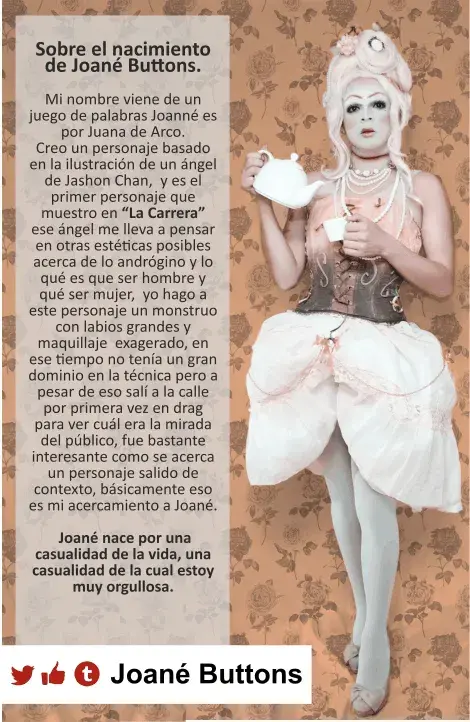 Sobre el nacimiento
de Joané Buttons.
Mi nombre viene de un
juego de palabras Joanné es
por Juana de Arco.
Creo un personaje basado
en la ilustración de un ángel
de Jashon Chan, y es el
primer personaje que
muestro en “La Carrera”
ese ángel me lleva a pensar
en otras estéticas posibles
acerca de lo andrógino y lo
qué es que ser hombre y
qué ser mujer, yo hago a
este personaje un monstruo
con labios grandes y
maquillaje exagerado, en
ese tiempo no tenía un gran
dominio en la técnica pero a
pesar de eso salí a la calle
por primera vez en drag
para ver cuál era la mirada
del público, fue bastante
interesante como se acerca
un personaje salido de
contexto, básicamente eso
es mi acercamiento a Joané.
Joané nace por una
casualidad de la vida, una
casualidad de la cual estoy
muy orgullosa.
t Joané Buttons